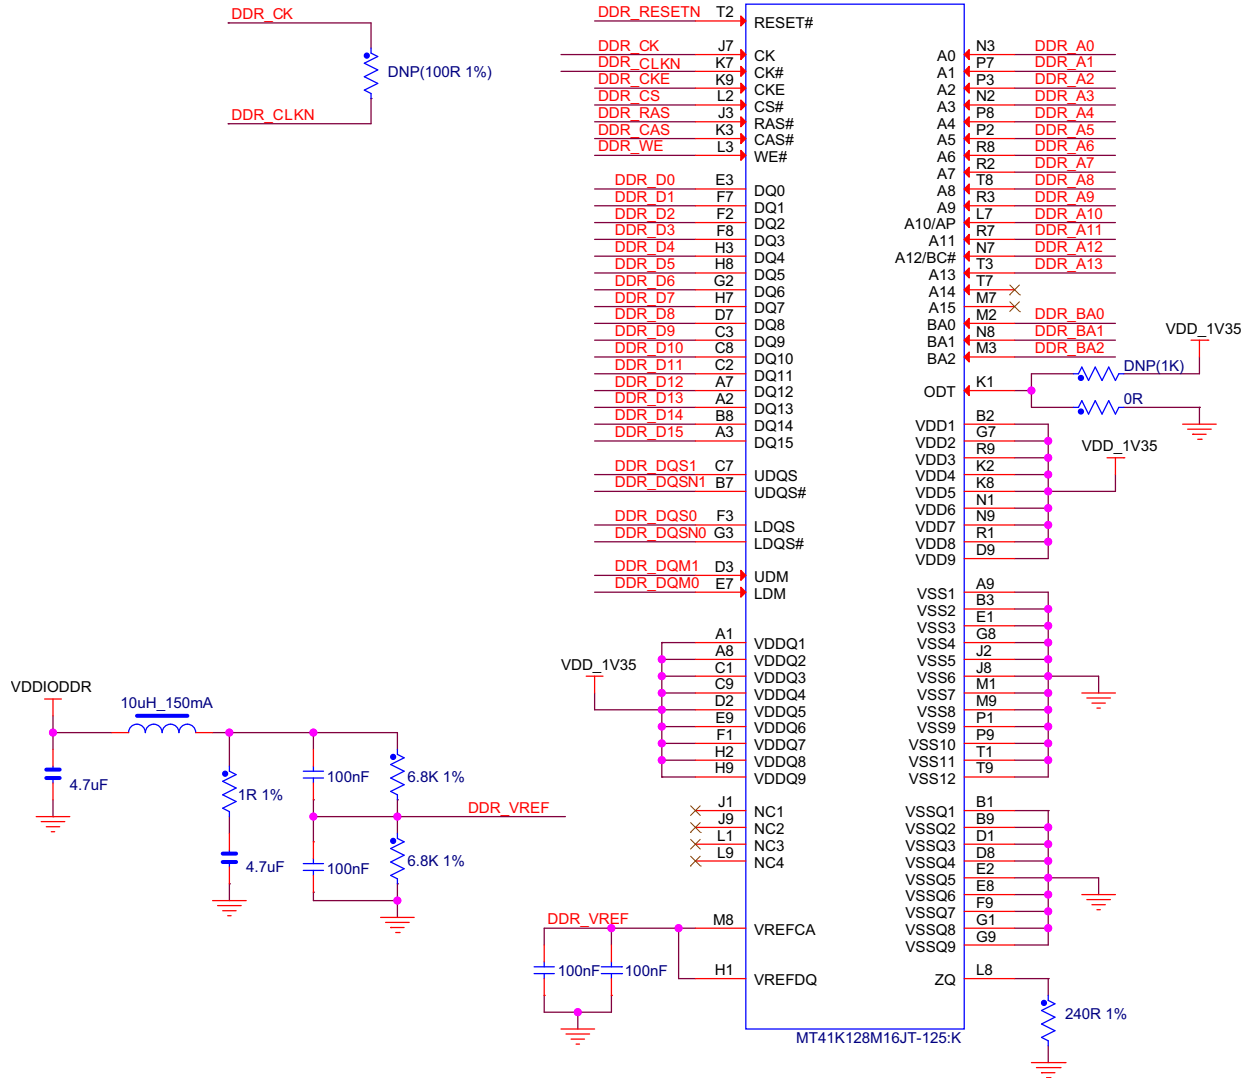 DDR_CK
DNP(100R 1%)
DDR_CLKN
DDR_RESETN T2 RESET#
DDR_CK J7 CK
DDR_CLKN K7 CK#
DDR_CKE K9 CKE
DDR_CS L2 CS#
DDR_RAS J3 RAS#
DDR_CAS K3 CAS#
DDR_WE L3 WE#
DDR_D0 E3 DQ0
DDR_D1 F7 DQ1
DDR_D2 F2 DQ2
DDR_D3 F8 DQ3
DDR_D4 H3 DQ4
DDR_D5 H8 DQ5
DDR_D6 G2 DQ6
DDR_D7 H7 DQ7
DDR_D8 D7 DQ8
DDR_D9 C3 DQ9
DDR_D10 C8 DQ10
DDR_D11 C2 DQ11
DDR_D12 A7 DQ12
DDR_D13 A2 DQ13
DDR_D14 B8 DQ14
DDR_D15 A3 DQ15
DDR_DQS1 C7 UDQS
DDR_DQSN1 B7 UDQS#
DDR_DQS0 F3 LDQS
DDR_DQSN0 G3 LDQS#
DDR_DQM1 D3 UDM
DDR_DQM0 E7 LDM
VDD_1V35
A1 VDDQ1
A8 VDDQ2
C1 VDDQ3
C9 VDDQ4
D2 VDDQ5
E9 VDDQ6
F1 VDDQ7
H2 VDDQ8
H9 VDDQ9
J1 NC1
J9 NC2
L1 NC3
L9 NC4
DDR_VREF M8 VREFCA
H1 VREFDQ
100nF 100nF
A0 N3 DDR_A0
A1 P7 DDR_A1
A2 P3 DDR_A2
A3 N2 DDR_A3
A4 P8 DDR_A4
A5 P2 DDR_A5
A6 R8 DDR_A6
A7 R2 DDR_A7
A8 T8 DDR_A8
A9 R3 DDR_A9
A10/AP L7 DDR_A10
A11 R7 DDR_A11
A12/BC# N7 DDR_A12
A13 T3 DDR_A13
A14 T7
A15 M7
BA0 M2 DDR_BA0
BA1 N8 DDR_BA1
BA2 M3 DDR_BA2
VDD_1V35
DNP(1K)
ODT K1
0R
VDD1 B2
VDD2 G7
VDD3 R9
VDD4 K2
VDD5 K8
VDD6 N1
VDD7 N9
VDD8 R1
VDD9 D9
VDD_1V35
VSS1 A9
VSS2 B3
VSS3 E1
VSS4 G8
VSS5 J2
VSS6 J8
VSS7 M1
VSS8 M9
VSS9 P1
VSS10 P9
VSS11 T1
VSS12 T9
VSSQ1 B1
VSSQ2 B9
VSSQ3 D1
VSSQ4 D8
VSSQ5 E2
VSSQ6 E8
VSSQ7 F9
VSSQ8 G1
VSSQ9 G9
ZQ L8
240R 1%
MT41K128M16JT-125:K
VDDIODDR
10uH_150mA
4.7uF
1R 1%
4.7uF
100nF
6.8K 1%
DDR_VREF
100nF
6.8K 1%